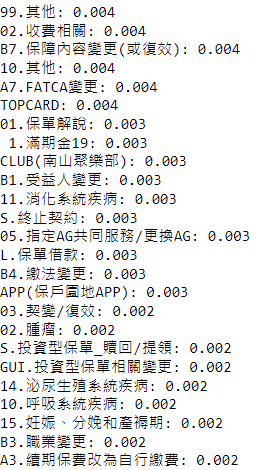 99.其他: 0.004
02.收費相關: 0.004
B7.保障內容變更(或復效): 0.004
10.其他: 0.004
A7.FATCA變更: 0.004
TOPCARD: 0.004
01.保單解說: 0.003
1.滿期金19: 0.003
CLUB(南山聚樂部): 0.003
B1.受益人變更: 0.003
11.消化系統疾病: 0.003
S.終止契約: 0.003
05.指定AG共同服務/更換AG: 0.003
L.保單借款: 0.003
B4.繳法變更: 0.003
APP(保戶園地APP): 0.003
03.契變/復效: 0.002
02.腫瘤: 0.002
S.投資型保單_贖回/提領: 0.002
GUI.投資型保單相關變更: 0.002
14.泌尿生殖系統疾病: 0.002
10.呼吸系統疾病: 0.002
15.妊娠、分娩和產褥期: 0.002
B3.職業變更: 0.002
A3.續期保費改為自行繳費: 0.002